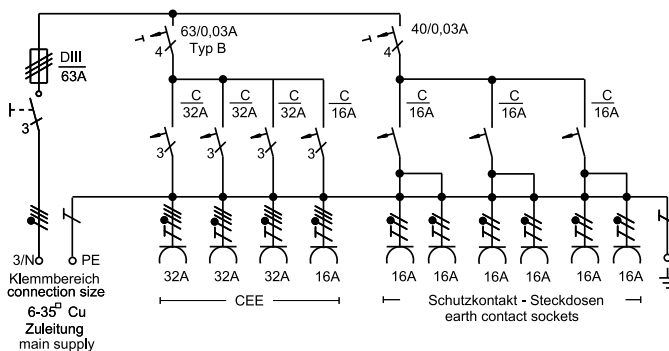 63/0,03A
Typ B
4
40/0,03A
4
DIII
63A
3
C
32A
C
32A
C
32A
C
16A
C
16A
C
16A
C
16A
3
3
3
3
3/N
PE
32A
32A
32A
16A
16A
16A
16A
16A
16A
16A
Klemmbereich
connection size
6-35□ Cu
Zuleitung
main supply
CEE
Schutzkontakt - Steckdosen
earth contact sockets